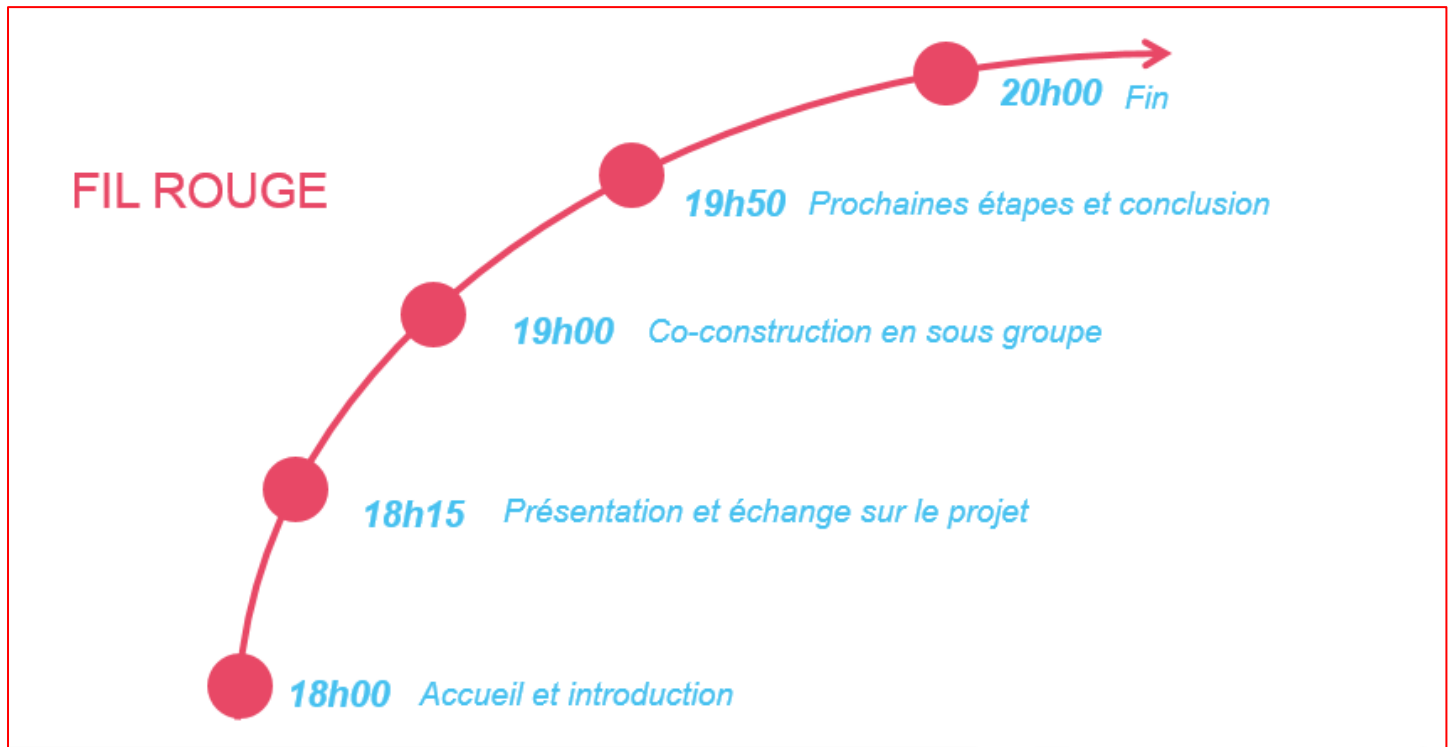 20h00 Fin
FIL ROUGE
19h50 Prochaines étapes et conclusion
19h00 Co-construction en sous groupe
18h15 Présentation et échange sur le projet
18h00 Accueil et introduction